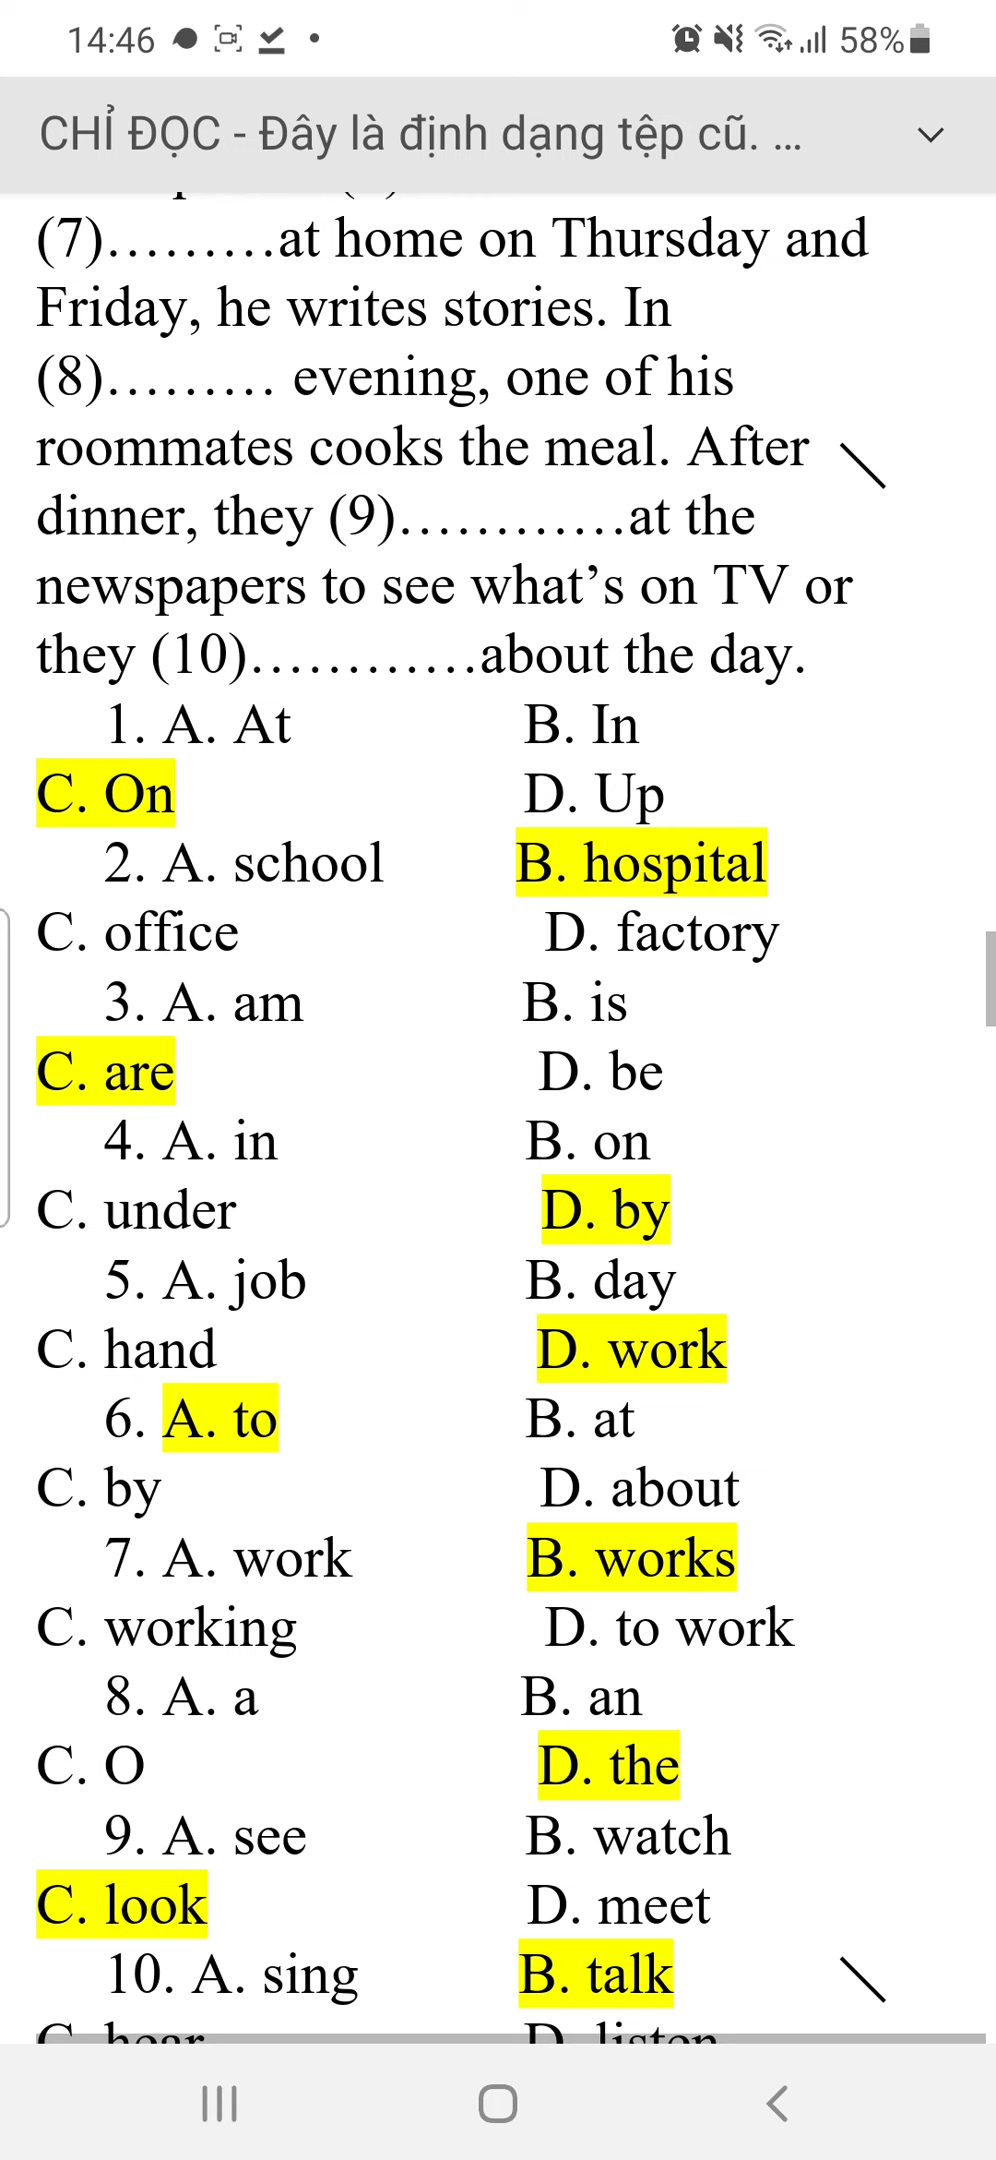 14:46 58%
CHỈ ĐỌC - Đây là định dạng tệp cũ. ...
(7).........at home on Thursday and
Friday, he writes stories. In
(8)......... evening, one of his
roommates cooks the meal. After
dinner, they (9)............at the
newspapers to see what’s on TV or
they (10)............about the day.
1. A. At B. In
C. On D. Up
2. A. school B. hospital
C. office D. factory
3. A. am B. is
C. are D. be
4. A. in B. on
C. under D. by
5. A. job B. day
C. hand D. work
6. A. to B. at
C. by D. about
7. A. work B. works
C. working D. to work
8. A. a B. an
C. O D. the
9. A. see B. watch
C. look D. meet
10. A. sing B. talk
C. hear D. listen